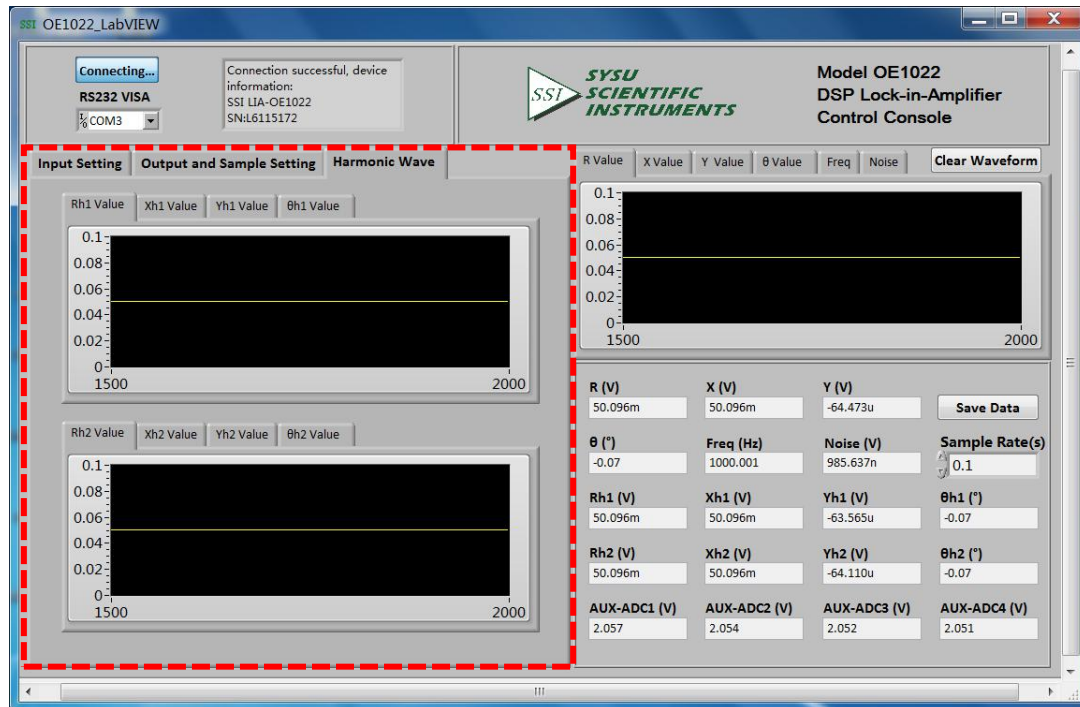 SSI OE1022_LabVIEW
Connecting...
RS232 VISA
I/O COM3
Connection successful, device
information:
SSI LIA-OE1022
SN:L6115172
SSI
SYSU
SCIENTIFIC
INSTRUMENTS
Model OE1022
DSP Lock-in-Amplifier
Control Console
Input Setting Output and Sample Setting Harmonic Wave
Rh1 Value Xh1 Value Yh1 Value θh1 Value
0.1
0.08
0.06
0.04
0.02
0
1500 2000
Rh2 Value Xh2 Value Yh2 Value θh2 Value
0.1
0.08
0.06
0.04
0.02
0
1500 2000
R Value X Value Y Value θ Value Freq Noise Clear Waveform
0.1
0.08
0.06
0.04
0.02
0
1500 2000
R (V) X (V) Y (V)
50.096m 50.096m -64.473u Save Data
θ (°) Freq (Hz) Noise (V) Sample Rate(s)
-0.07 1000.001 985.637n 0.1
Rh1 (V) Xh1 (V) Yh1 (V) θh1 (°)
50.096m 50.096m -63.565u -0.07
Rh2 (V) Xh2 (V) Yh2 (V) θh2 (°)
50.096m 50.096m -64.110u -0.07
AUX-ADC1 (V) AUX-ADC2 (V) AUX-ADC3 (V) AUX-ADC4 (V)
2.057 2.054 2.052 2.051